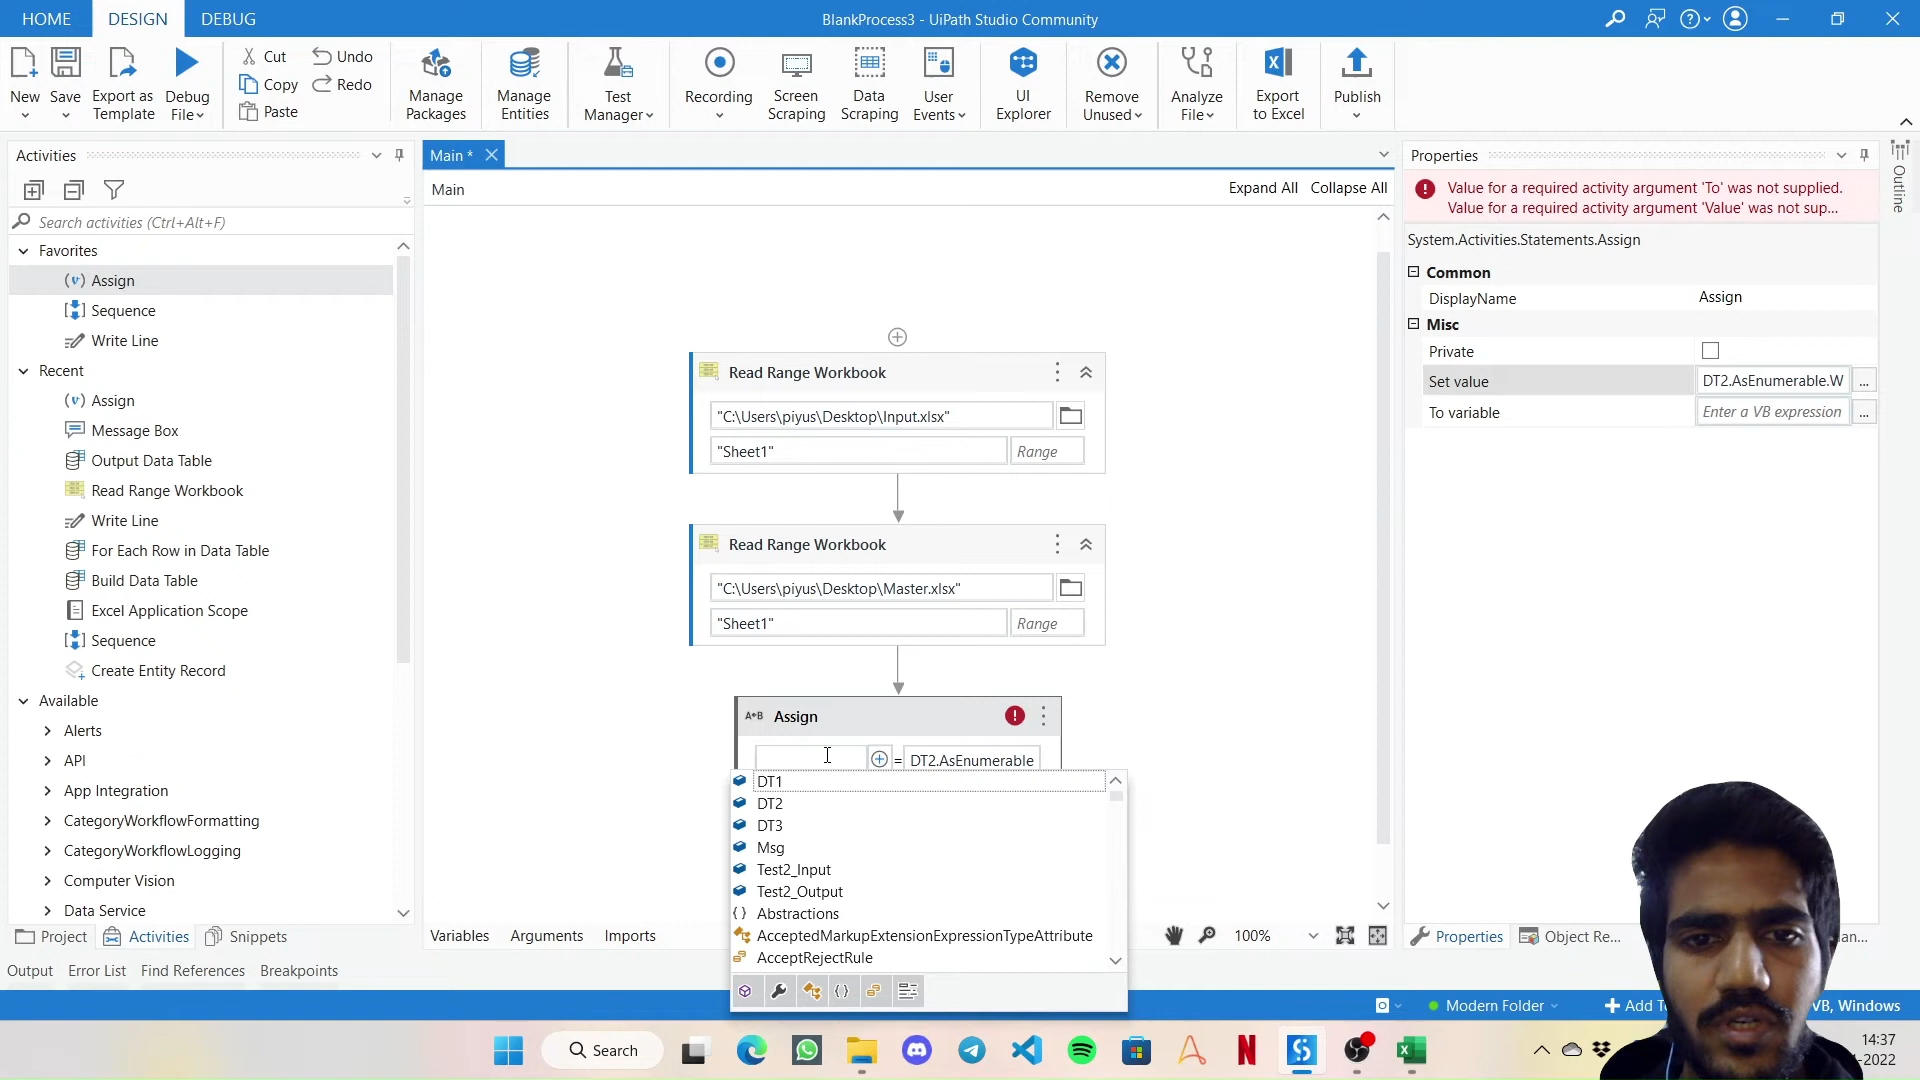 HOME
DESIGN
DEBUG
BlankProcess3 - UiPath Studio Community
New
Save
Export as
Template
Debug
File
Cut
Copy
Paste
Undo
Redo
Manage
Packages
Manage
Entities
Test
Manager
Recording
Screen
Scraping
Data
Scraping
User
Events
UI
Explorer
Remove
Unused
Analyze
File
Export
to Excel
Publish
Activities
Search activities (Ctrl+Alt+F)
Favorites
Assign
Sequence
Write Line
Recent
Assign
Message Box
Output Data Table
Read Range Workbook
Write Line
For Each Row in Data Table
Build Data Table
Excel Application Scope
Sequence
Create Entity Record
Available
Alerts
API
App Integration
CategoryWorkflowFormatting
CategoryWorkflowLogging
Computer Vision
Data Service
Project
Activities
Snippets
Main *
Main
Expand All
Collapse All
Read Range Workbook
"C:\Users\piyus\Desktop\Input.xlsx"
"Sheet1"
Range
Read Range Workbook
"C:\Users\piyus\Desktop\Master.xlsx"
"Sheet1"
Range
A←B Assign
= DT2.AsEnumerable
DT1
DT2
DT3
Msg
Test2_Input
Test2_Output
Abstractions
AcceptedMarkupExtensionExpressionTypeAttribute
AcceptRejectRule
Variables
Arguments
Imports
100%
Properties
Value for a required activity argument 'To' was not supplied.
Value for a required activity argument 'Value' was not sup...
System.Activities.Statements.Assign
Common
DisplayName
Assign
Misc
Private
Set value
DT2.AsEnumerable.W
...
To variable
Enter a VB expression
...
Outline
Properties
Object Re...
Output
Error List
Find References
Breakpoints
Modern Folder
VB, Windows
Search
14:37